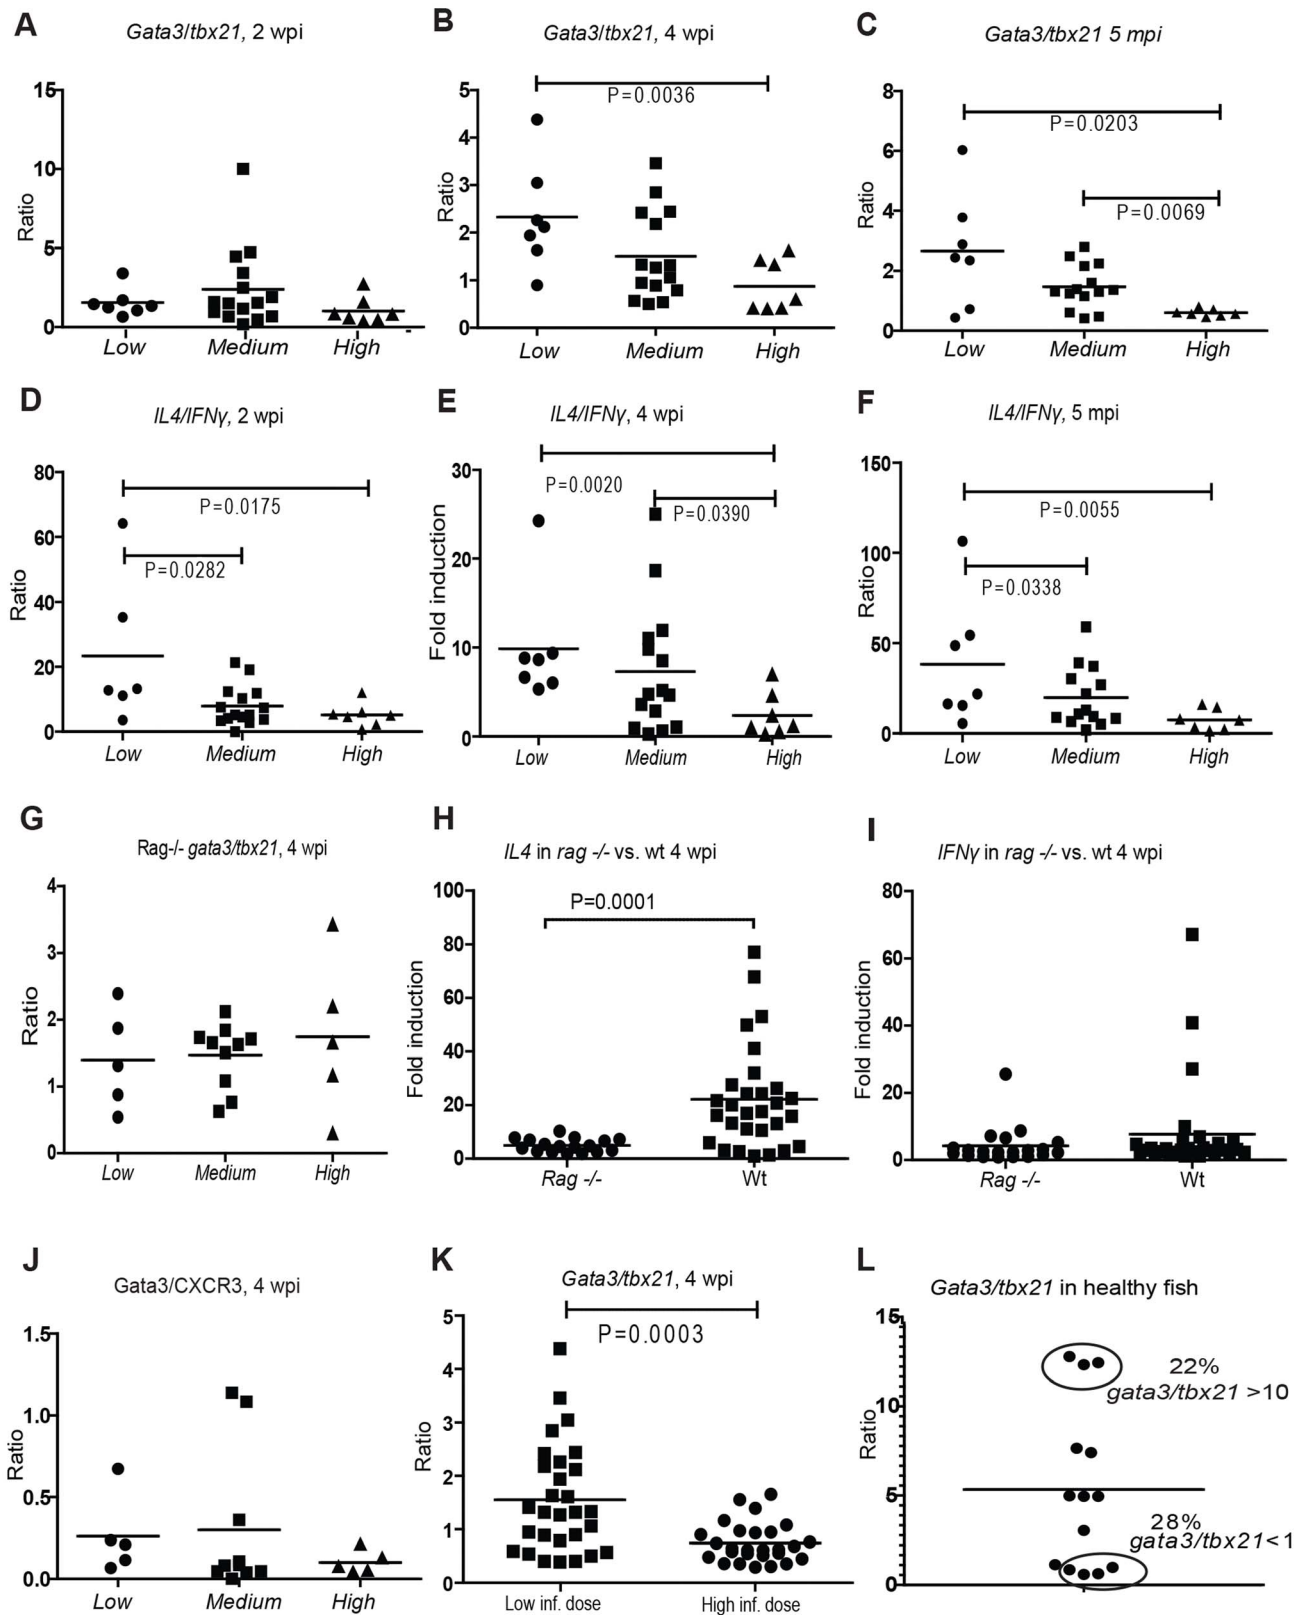 A
Gata3/tbx21, 2 wpi
15
10
5
0
Ratio
Low Medium High
B
Gata3/tbx21, 4 wpi
P=0.0036
5
4
3
2
1
0
Ratio
Low Medium High
C
Gata3/tbx21 5 mpi
8
P=0.0203
6
P=0.0069
4
2
0
Ratio
Low Medium High
D
IL4/IFNγ, 2 wpi
80
P=0.0175
60
P=0.0282
40
20
0
Ratio
Low Medium High
E
IL4/IFNγ, 4 wpi
30
P=0.0020
P=0.0390
20
10
0
Fold induction
Low Medium High
F
IL4/IFNγ, 5 mpi
150
P=0.0055
100
P=0.0338
50
0
Ratio
Low Medium High
G
Rag-/- gata3/tbx21, 4 wpi
4
3
2
1
0
Ratio
Low Medium High
H
IL4 in rag -/- vs. wt 4 wpi
100
P=0.0001
80
60
40
20
0
Fold induction
Rag -/- Wt
I
IFNγ in rag -/- vs. wt 4 wpi
80
60
40
20
0
Fold induction
Rag -/- Wt
J
Gata3/CXCR3, 4 wpi
1.5
1.0
0.5
0.0
Ratio
Low Medium High
K
Gata3/tbx21, 4 wpi
5
P=0.0003
4
3
2
1
0
Ratio
Low inf. dose High inf. dose
L
Gata3/tbx21 in healthy fish
15
22%
gata3/tbx21 >10
10
5
28%
gata3/tbx21<1
0
Ratio